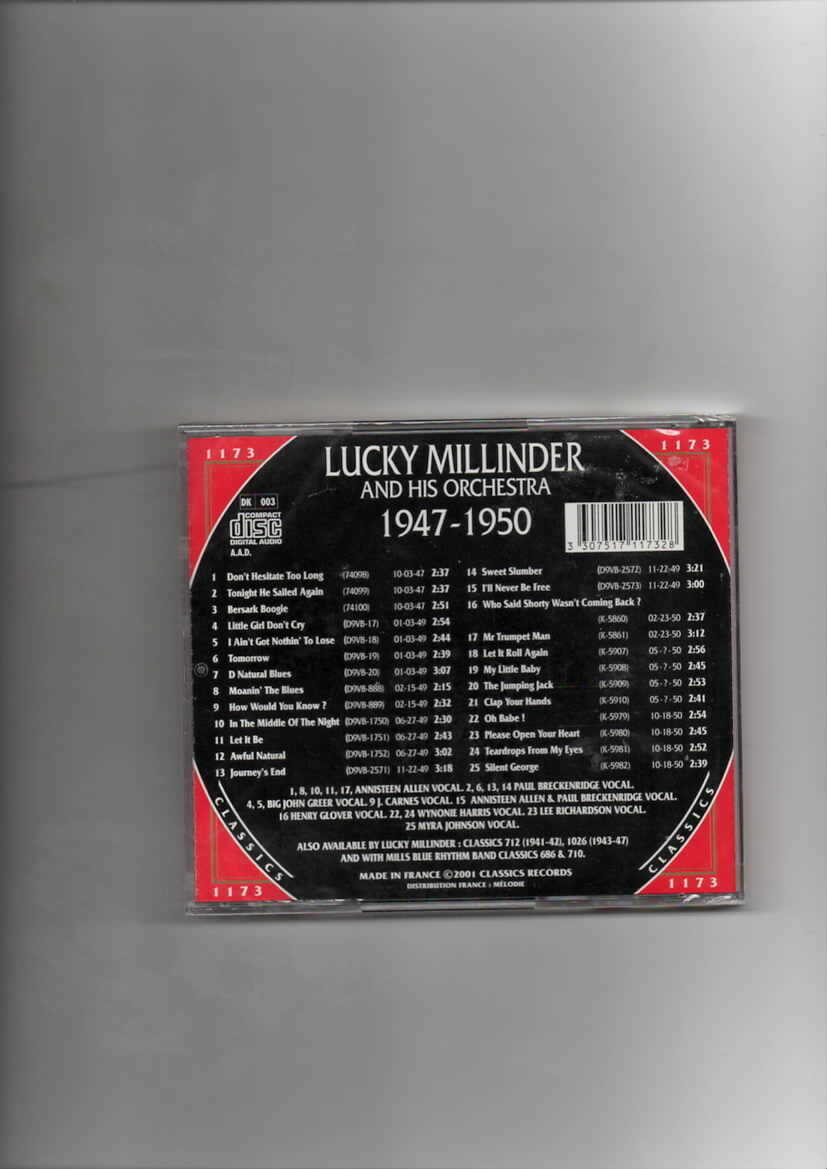 1173
1173
LUCKY MILLINDER
AND HIS ORCHESTRA
1947-1950
DK 003
COMPACT
disc
DIGITAL AUDIO
A.A.D.
3 307517 117328
1 Don't Hesitate Too Long (74098) 10-03-47 2:37
2 Tonight He Sailed Again (74099) 10-03-47 2:37
3 Bersark Boogie (74100) 10-03-47 2:51
4 Little Girl Don't Cry (D9VB-17) 01-03-49 2:54
5 I Ain't Got Nothin' To Lose (D9VB-18) 01-03-49 2:44
6 Tomorrow (D9VB-19) 01-03-49 2:39
7 D Natural Blues (D9VB-20) 01-03-49 3:07
8 Moanin' The Blues (D9VB-888) 02-15-49 2:15
9 How Would You Know ? (D9VB-889) 02-15-49 2:32
10 In The Middle Of The Night (D9VB-1750) 06-27-49 2:30
11 Let It Be (D9VB-1751) 06-27-49 2:43
12 Awful Natural (D9VB-1752) 06-27-49 3:02
13 Journey's End (D9VB-2571) 11-22-49 3:18
14 Sweet Slumber (D9VB-2572) 11-22-49 3:21
15 I'll Never Be Free (D9VB-2573) 11-22-49 3:00
16 Who Said Shorty Wasn't Coming Back ?
(K-5860) 02-23-50 2:37
17 Mr Trumpet Man (K-5861) 02-23-50 3:12
18 Let It Roll Again (K-5907) 05-?-50 2:56
19 My Little Baby (K-5908) 05-?-50 2:45
20 The Jumping Jack (K-5909) 05-?-50 2:53
21 Clap Your Hands (K-5910) 05-?-50 2:41
22 Oh Babe ! (K-5979) 10-18-50 2:54
23 Please Open Your Heart (K-5980) 10-18-50 2:45
24 Teardrops From My Eyes (K-5981) 10-18-50 2:52
25 Silent George (K-5982) 10-18-50 2:39
1, 8, 10, 11, 17, ANNISTEEN ALLEN VOCAL. 2, 6, 13, 14 PAUL BRECKENRIDGE VOCAL.
4, 5, BIG JOHN GREER VOCAL. 9 J. CARNES VOCAL. 15 ANNISTEEN ALLEN & PAUL BRECKENRIDGE VOCAL.
16 HENRY GLOVER VOCAL. 22, 24 WYNONIE HARRIS VOCAL. 23 LEE RICHARDSON VOCAL.
25 MYRA JOHNSON VOCAL.
ALSO AVAILABLE BY LUCKY MILLINDER : CLASSICS 712 (1941-42), 1026 (1943-47)
AND WITH MILLS BLUE RHYTHM BAND CLASSICS 686 & 710.
MADE IN FRANCE ©2001 CLASSICS RECORDS
DISTRIBUTION FRANCE : MÉLODIE
CLASSICS
CLASSICS
1173
1173